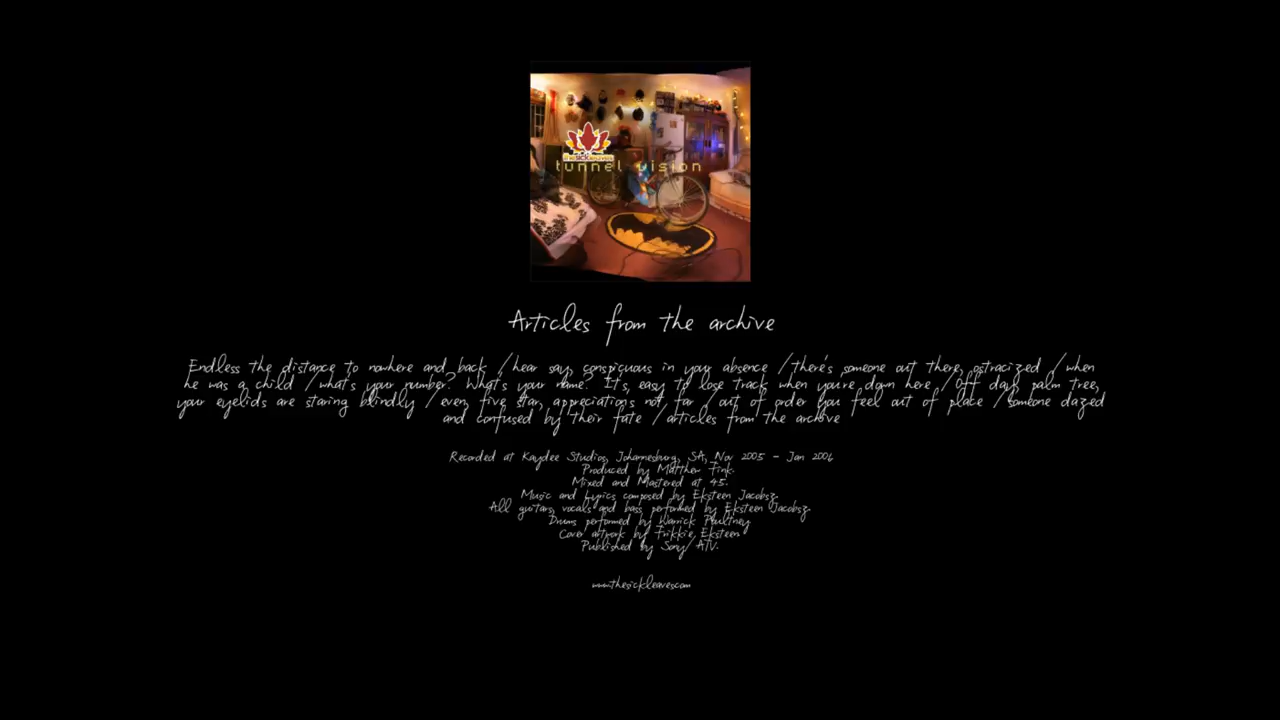 theSICKleaves
tunnel vision
Articles from the archive
Endless the distance to nowhere and back / hear say, conspicuous in your absence / there's someone out there, ostracized / when
he was a child / what's your number? What's your name? It's, easy to lose track when you're down here / Off day, palm tree,
your eyelids are staring blindly / even, five star, appreciations not far / out of order you feel out of place / someone dazed
and confused by their fate / articles from the archive
Recorded at Kaydee Studios, Johannesburg, SA, Nov 2005 - Jan 2006
Produced by Matthew Fink.
Mixed and Mastered at 45.
Music and Lyrics composed by Eksteen Jacobsz.
All guitars, vocals and bass performed by Eksteen Jacobsz.
Drums performed by Warrick Poultney
Cover artwork by Frikkie Eksteen
Published by Sony/ ATV.
www.thesickleaves.com